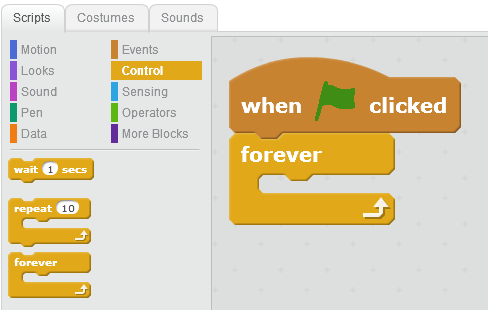 Scripts Costumes Sounds
Motion Events
Looks Control
Sound Sensing
Pen Operators
Data More Blocks
wait 1 secs
repeat 10
forever
when clicked
forever